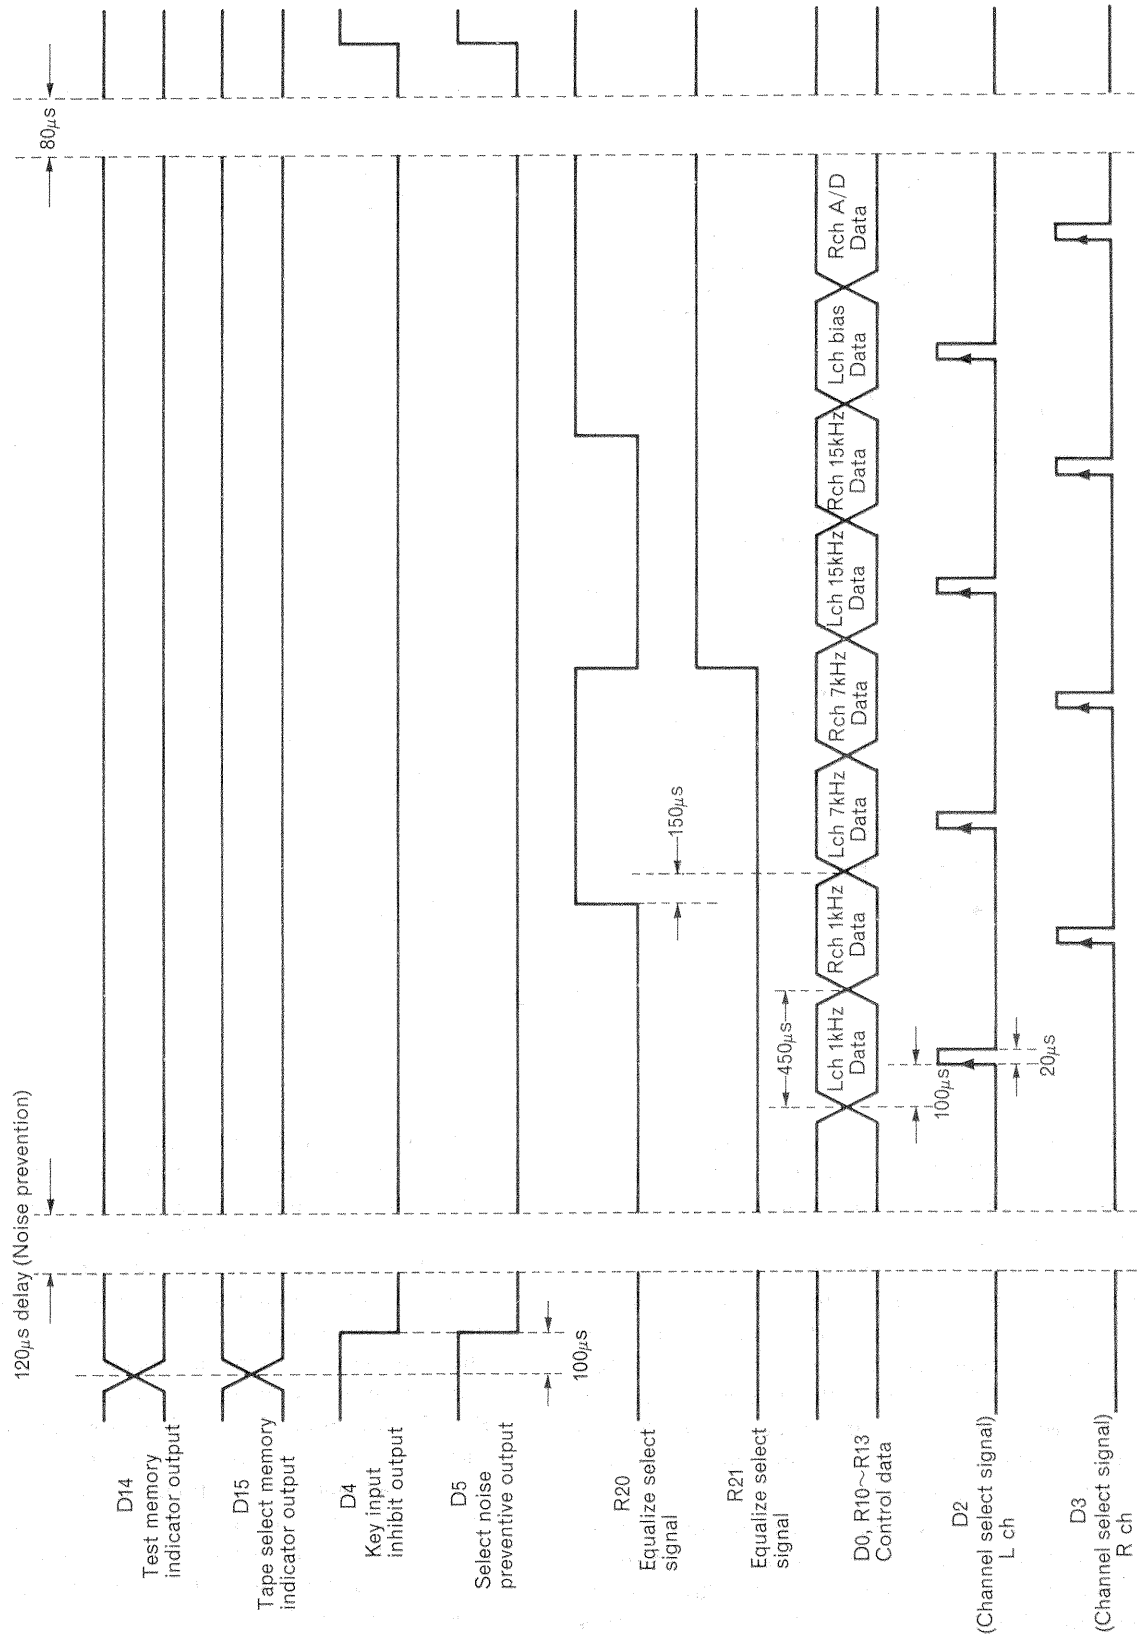 120μs delay (Noise prevention)
80μs
D14
Test memory
indicator output
D15
Tape select memory
indicator output
D4
Key input
inhibit output
D5
Select noise
preventive output
100μs
R20
Equalize select
signal
150μs
R21
Equalize select
signal
450μs
D0, R10~R13
Control data
Lch 1kHz
Data
Rch 1kHz
Data
Lch 7kHz
Data
Rch 7kHz
Data
Lch 15kHz
Data
Rch 15kHz
Data
Lch bias
Data
Rch A/D
Data
100μs
D2
(Channel select signal)
L ch
20μs
D3
(Channel select signal)
R ch